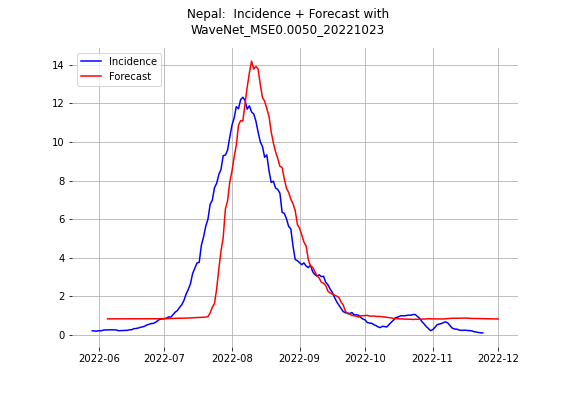 Nepal:  Incidence + Forecast with
WaveNet_MSE0.0050_20221023
Incidence
Forecast
14
12
10
8
6
4
2
0
2022-06 2022-07 2022-08 2022-09 2022-10 2022-11 2022-12